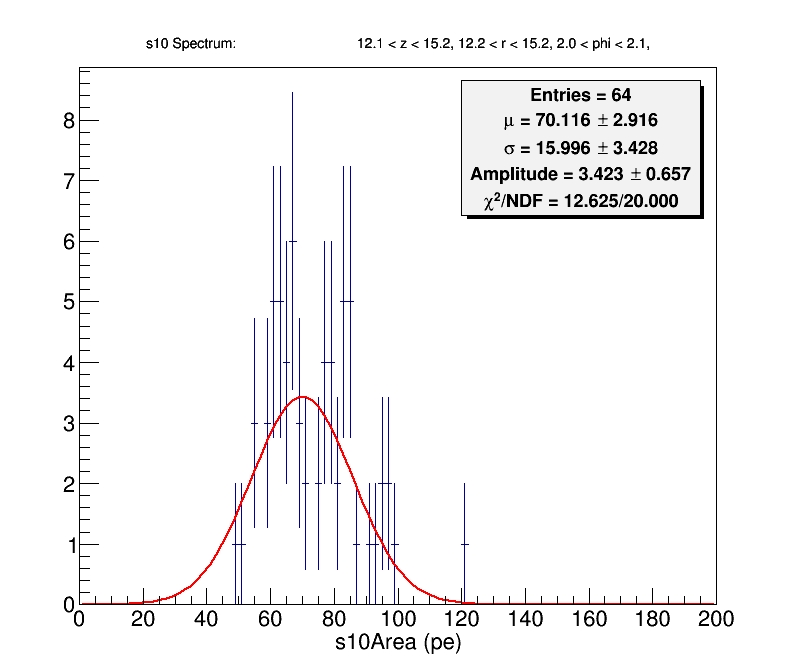 s10 Spectrum: 12.1 < z < 15.2, 12.2 < r < 15.2, 2.0 < phi < 2.1,
Entries = 64
μ = 70.116 ± 2.916
σ = 15.996 ± 3.428
Amplitude = 3.423 ± 0.657
χ²/NDF = 12.625/20.000
8
7
6
5
4
3
2
1
0
0 20 40 60 80 100 120 140 160 180 200
s10Area (pe)